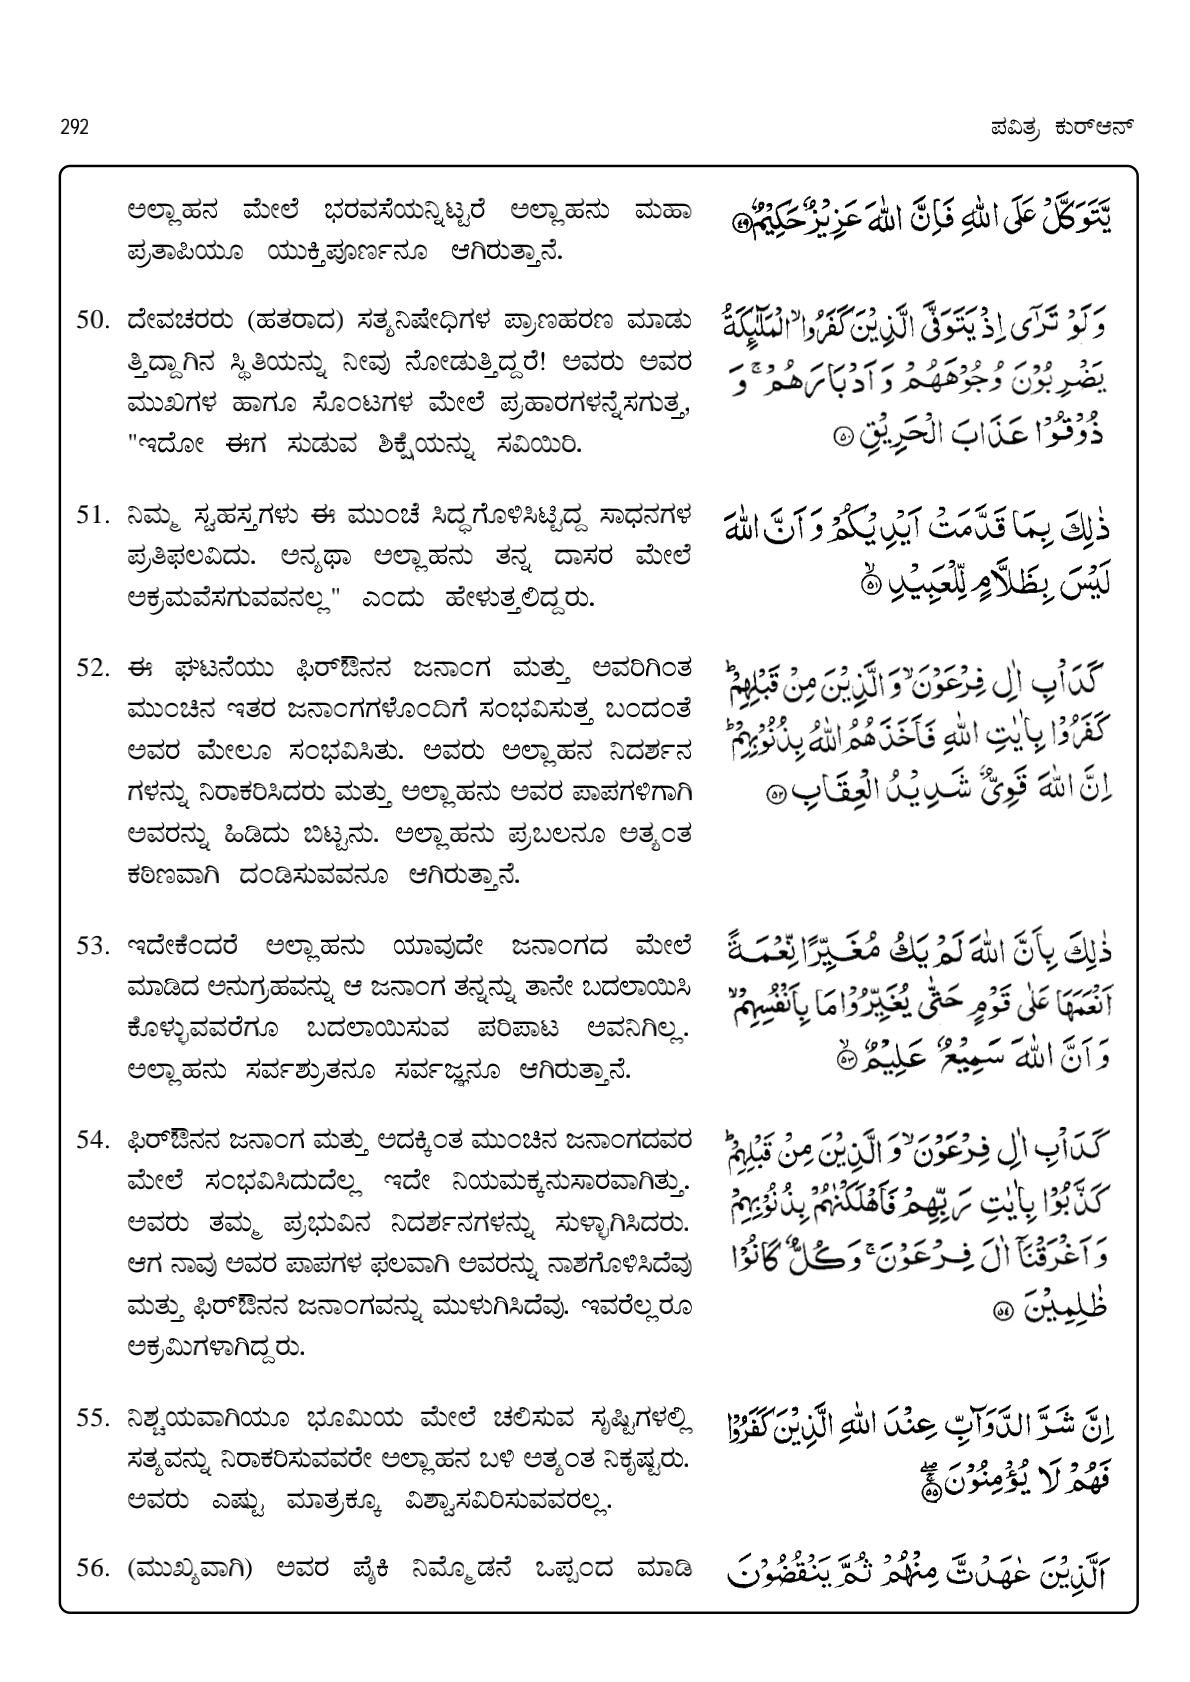 292
ಪವಿತ್ರ ಕುರ್‌ಆನ್
ಅಲ್ಲಾಹನ ಮೇಲೆ ಭರವಸೆಯನ್ನಿಟ್ಟರೆ ಅಲ್ಲಾಹನು ಮಹಾ
ಪ್ರತಾಪಿಯೂ ಯುಕ್ತಿಪೂರ್ಣನೂ ಆಗಿರುತ್ತಾನೆ.
يَّتَوَكَّلْ عَلَى اللّٰهِ فَاِنَّ اللّٰهَ عَزِيْزٌ حَكِيْمٌ ۝٤٩
50. ದೇವಚರರು (ಹತರಾದ) ಸತ್ಯನಿಷೇಧಿಗಳ ಪ್ರಾಣಹರಣ ಮಾಡು
ತ್ತಿದ್ದಾಗಿನ ಸ್ಥಿತಿಯನ್ನು ನೀವು ನೋಡುತ್ತಿದ್ದರೆ! ಅವರು ಅವರ
ಮುಖಗಳ ಹಾಗೂ ಸೊಂಟಗಳ ಮೇಲೆ ಪ್ರಹಾರಗಳನ್ನೆಸಗುತ್ತ,
"ಇದೋ ಈಗ ಸುಡುವ ಶಿಕ್ಷೆಯನ್ನು ಸವಿಯಿರಿ.
وَلَوْ تَرٰٓى اِذْ يَتَوَفَّى الَّذِيْنَ كَفَرُوا ۙ الْمَلٰٓئِكَةُ
يَضْرِبُوْنَ وُجُوْهَهُمْ وَاَدْبَارَهُمْ ۚ وَ
ذُوْقُوْا عَذَابَ الْحَرِيْقِ ۝٥٠
51. ನಿಮ್ಮ ಸ್ವಹಸ್ತಗಳು ಈ ಮುಂಚೆ ಸಿದ್ಧಗೊಳಿಸಿಟ್ಟಿದ್ದ ಸಾಧನಗಳ
ಪ್ರತಿಫಲವಿದು. ಅನ್ಯಥಾ ಅಲ್ಲಾಹನು ತನ್ನ ದಾಸರ ಮೇಲೆ
ಅಕ್ರಮವೆಸಗುವವನಲ್ಲ" ಎಂದು ಹೇಳುತ್ತಲಿದ್ದರು.
ذٰلِكَ بِمَا قَدَّمَتْ اَيْدِيْكُمْ وَاَنَّ اللّٰهَ
لَيْسَ بِظَلَّامٍ لِّلْعَبِيْدِ ۙ‏۝٥١
52. ಈ ಘಟನೆಯು ಫಿರ್‌ಔನನ ಜನಾಂಗ ಮತ್ತು ಅವರಿಗಿಂತ
ಮುಂಚಿನ ಇತರ ಜನಾಂಗಗಳೊಂದಿಗೆ ಸಂಭವಿಸುತ್ತ ಬಂದಂತೆ
ಅವರ ಮೇಲೂ ಸಂಭವಿಸಿತು. ಅವರು ಅಲ್ಲಾಹನ ನಿದರ್ಶನ
ಗಳನ್ನು ನಿರಾಕರಿಸಿದರು ಮತ್ತು ಅಲ್ಲಾಹನು ಅವರ ಪಾಪಗಳಿಗಾಗಿ
ಅವರನ್ನು ಹಿಡಿದು ಬಿಟ್ಟನು. ಅಲ್ಲಾಹನು ಪ್ರಬಲನೂ ಅತ್ಯಂತ
ಕಠಿಣವಾಗಿ ದಂಡಿಸುವವನೂ ಆಗಿರುತ್ತಾನೆ.
كَدَاْبِ اٰلِ فِرْعَوْنَ ۙ وَالَّذِيْنَ مِنْ قَبْلِهِمْ ؕ
كَفَرُوْا بِاٰيٰتِ اللّٰهِ فَاَخَذَهُمُ اللّٰهُ بِذُنُوْبِهِمْ ؕ
اِنَّ اللّٰهَ قَوِيٌّ شَدِيْدُ الْعِقَابِ ۝٥٢
53. ಇದೇಕೆಂದರೆ ಅಲ್ಲಾಹನು ಯಾವುದೇ ಜನಾಂಗದ ಮೇಲೆ
ಮಾಡಿದ ಅನುಗ್ರಹವನ್ನು ಆ ಜನಾಂಗ ತನ್ನನ್ನು ತಾನೇ ಬದಲಾಯಿಸಿ
ಕೊಳ್ಳುವವರೆಗೂ ಬದಲಾಯಿಸುವ ಪರಿಪಾಟ ಅವನಿಗಿಲ್ಲ.
ಅಲ್ಲಾಹನು ಸರ್ವಶ್ರುತನೂ ಸರ್ವಜ್ಞನೂ ಆಗಿರುತ್ತಾನೆ.
ذٰلِكَ بِاَنَّ اللّٰهَ لَمْ يَكُ مُغَيِّرًا نِّعْمَةً
اَنْعَمَهَا عَلٰى قَوْمٍ حَتّٰى يُغَيِّرُوْا مَا بِاَنْفُسِهِمْ ۙ
وَاَنَّ اللّٰهَ سَمِيْعٌ عَلِيْمٌ ۙ ۝٥٣
54. ಫಿರ್‌ಔನನ ಜನಾಂಗ ಮತ್ತು ಅದಕ್ಕಿಂತ ಮುಂಚಿನ ಜನಾಂಗದವರ
ಮೇಲೆ ಸಂಭವಿಸಿದುದೆಲ್ಲ ಇದೇ ನಿಯಮಕ್ಕನುಸಾರವಾಗಿತ್ತು.
ಅವರು ತಮ್ಮ ಪ್ರಭುವಿನ ನಿದರ್ಶನಗಳನ್ನು ಸುಳ್ಳಾಗಿಸಿದರು.
ಆಗ ನಾವು ಅವರ ಪಾಪಗಳ ಫಲವಾಗಿ ಅವರನ್ನು ನಾಶಗೊಳಿಸಿದೆವು
ಮತ್ತು ಫಿರ್‌ಔನನ ಜನಾಂಗವನ್ನು ಮುಳುಗಿಸಿದೆವು. ಇವರೆಲ್ಲರೂ
ಅಕ್ರಮಿಗಳಾಗಿದ್ದರು.
كَدَاْبِ اٰلِ فِرْعَوْنَ ۙ وَالَّذِيْنَ مِنْ قَبْلِهِمْ ؕ
كَذَّبُوْا بِاٰيٰتِ رَبِّهِمْ فَاَهْلَكْنٰهُمْ بِذُنُوْبِهِمْ
وَاَغْرَقْنَاۤ اٰلَ فِرْعَوْنَ ۚ وَكُلٌّ كَانُوْا
ظٰلِمِيْنَ ۝٥٤
55. ನಿಶ್ಚಯವಾಗಿಯೂ ಭೂಮಿಯ ಮೇಲೆ ಚಲಿಸುವ ಸೃಷ್ಟಿಗಳಲ್ಲಿ
ಸತ್ಯವನ್ನು ನಿರಾಕರಿಸುವವರೇ ಅಲ್ಲಾಹನ ಬಳಿ ಅತ್ಯಂತ ನಿಕೃಷ್ಟರು.
ಅವರು ಎಷ್ಟು ಮಾತ್ರಕ್ಕೂ ವಿಶ್ವಾಸವಿರಿಸುವವರಲ್ಲ.
اِنَّ شَرَّ الدَّوَآبِّ عِنْدَ اللّٰهِ الَّذِيْنَ كَفَرُوْا
فَهُمْ لَا يُؤْمِنُوْنَ ۝٥٥
56. (ಮುಖ್ಯವಾಗಿ) ಅವರ ಪೈಕಿ ನಿಮ್ಮೊಡನೆ ಒಪ್ಪಂದ ಮಾಡಿ
اَلَّذِيْنَ عٰهَدْتَّ مِنْهُمْ ثُمَّ يَنْقُضُوْنَ